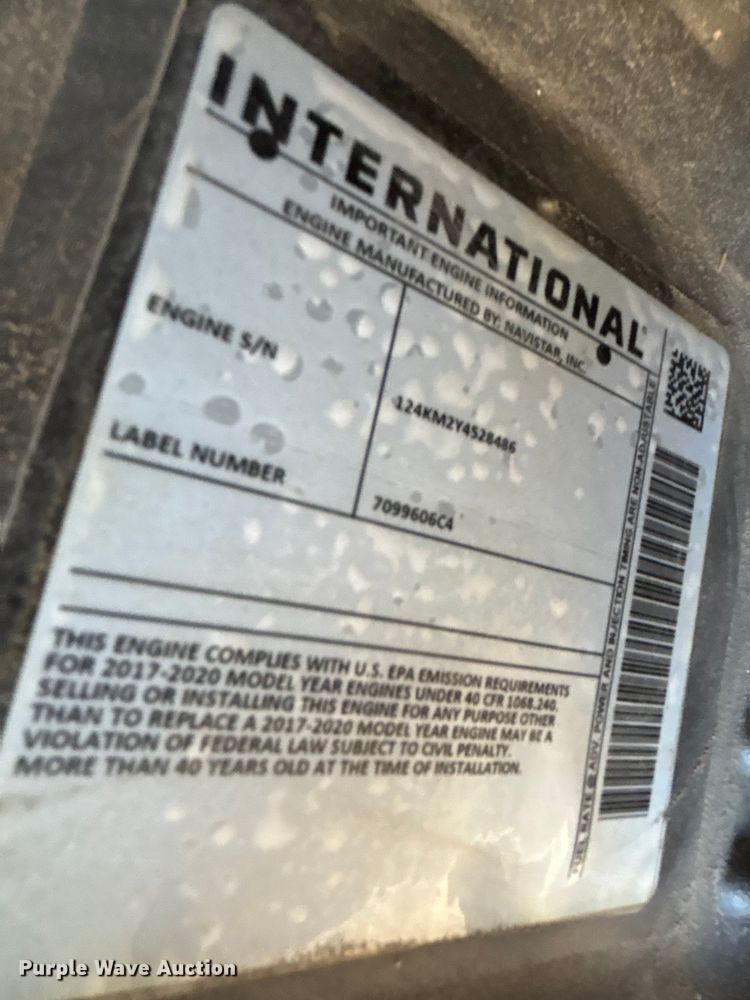 INTERNATIONAL®
IMPORTANT ENGINE INFORMATION
ENGINE MANUFACTURED BY: NAVISTAR, INC.
ENGINE S/N 124KM2Y4528486
LABEL NUMBER 7099606C4
THIS ENGINE COMPLIES WITH U.S. EPA EMISSION REQUIREMENTS
FOR 2017-2020 MODEL YEAR ENGINES UNDER 40 CFR 1068.240.
SELLING OR INSTALLING THIS ENGINE FOR ANY PURPOSE OTHER
THAN TO REPLACE A 2017-2020 MODEL YEAR ENGINE MAY BE A
VIOLATION OF FEDERAL LAW SUBJECT TO CIVIL PENALTY.
MORE THAN 40 YEARS OLD AT THE TIME OF INSTALLATION.
FUEL RATE @ ADV. POWER AND INJECTION TIMING ARE NON-ADJUSTABLE
Purple Wave Auction